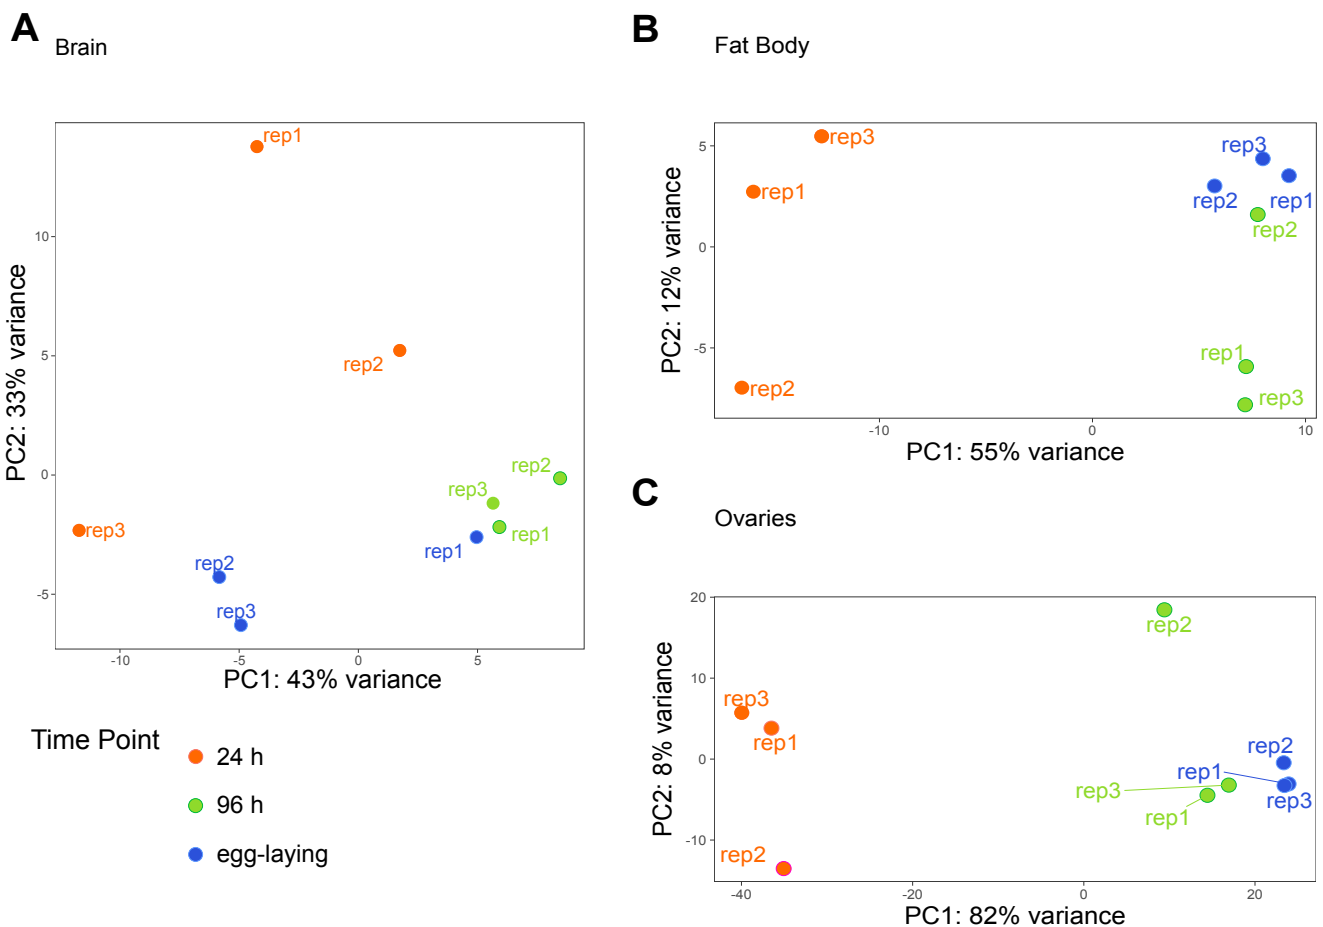 A
Brain
rep1
10
5
rep2
0
rep2
rep3
rep1
rep3
rep1
rep2
-5
rep3
-10
-5
0
5
PC1: 43% variance
PC2: 33% variance
Time Point
24 h
96 h
egg-laying
B
Fat Body
5
rep3
rep3
rep1
rep2
rep1
rep2
0
-5
rep1
rep2
rep3
-10
0
10
PC1: 55% variance
PC2: 12% variance
C
Ovaries
20
rep2
10
rep3
rep1
0
rep2
rep1
rep3
rep3
rep1
-10
rep2
-40
-20
0
20
PC1: 82% variance
PC2: 8% variance